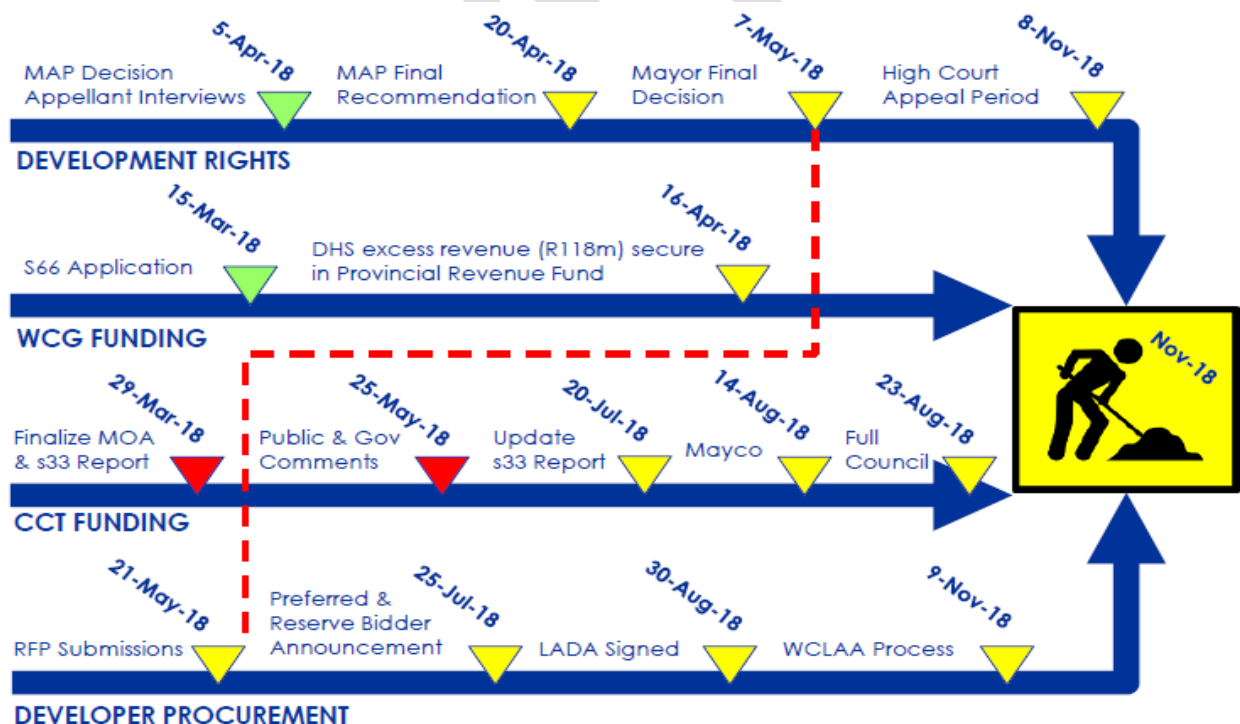 5-Apr-18
20-Apr-18
7-May-18
8-Nov-18
MAP Decision
Appellant Interviews
MAP Final
Recommendation
Mayor Final
Decision
High Court
Appeal Period
DEVELOPMENT RIGHTS
15-Mar-18
16-Apr-18
S66 Application
DHS excess revenue (R118m) secure
in Provincial Revenue Fund
WCG FUNDING
Nov-18
29-Mar-18
25-May-18
20-Jul-18
14-Aug-18
23-Aug-18
Finalize MOA
& s33 Report
Public & Gov
Comments
Update
s33 Report
Mayco
Full
Council
CCT FUNDING
21-May-18
25-Jul-18
30-Aug-18
9-Nov-18
RFP Submissions
Preferred &
Reserve Bidder
Announcement
LADA Signed
WCLAA Process
DEVELOPER PROCUREMENT